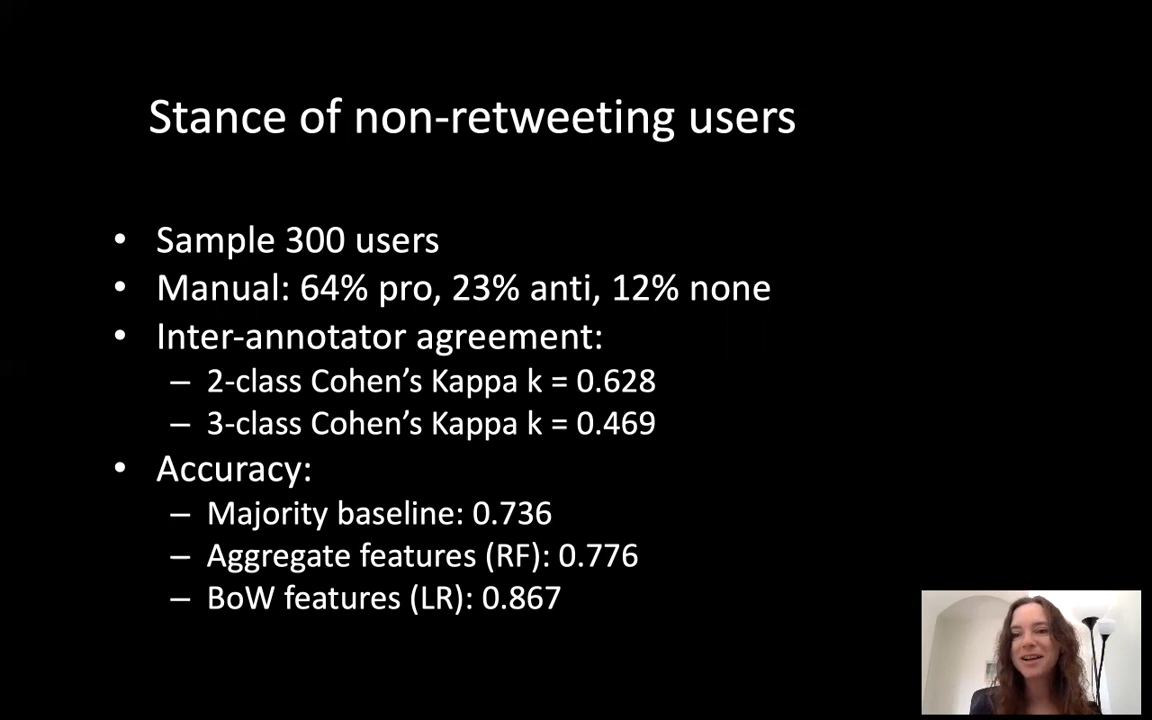 Stance of non-retweeting users
• Sample 300 users
• Manual: 64% pro, 23% anti, 12% none
• Inter-annotator agreement:
– 2-class Cohen’s Kappa k = 0.628
– 3-class Cohen’s Kappa k = 0.469
• Accuracy:
– Majority baseline: 0.736
– Aggregate features (RF): 0.776
– BoW features (LR): 0.867